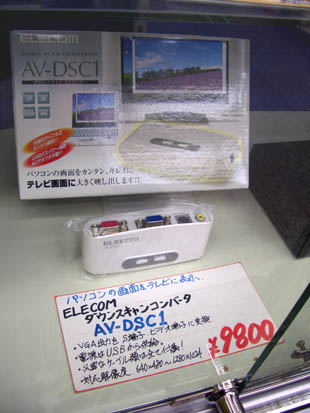 ELECOM
DOWN SCAN CONVERTER
AV-DSC1
パソコンの画面をカンタン、キレイに
テレビ画面に大きく映し出します!!
ELECOM
パソコンの画面をテレビに表示。
ELECOM
ダウンスキャンコンバータ
AV-DSC1
・VGA出力をS端子、ビデオ端子に変換
・電源はUSBから供給。
・必要なケーブル類は全て付属!
・対応解像度 640×480～1280×1024
¥9800